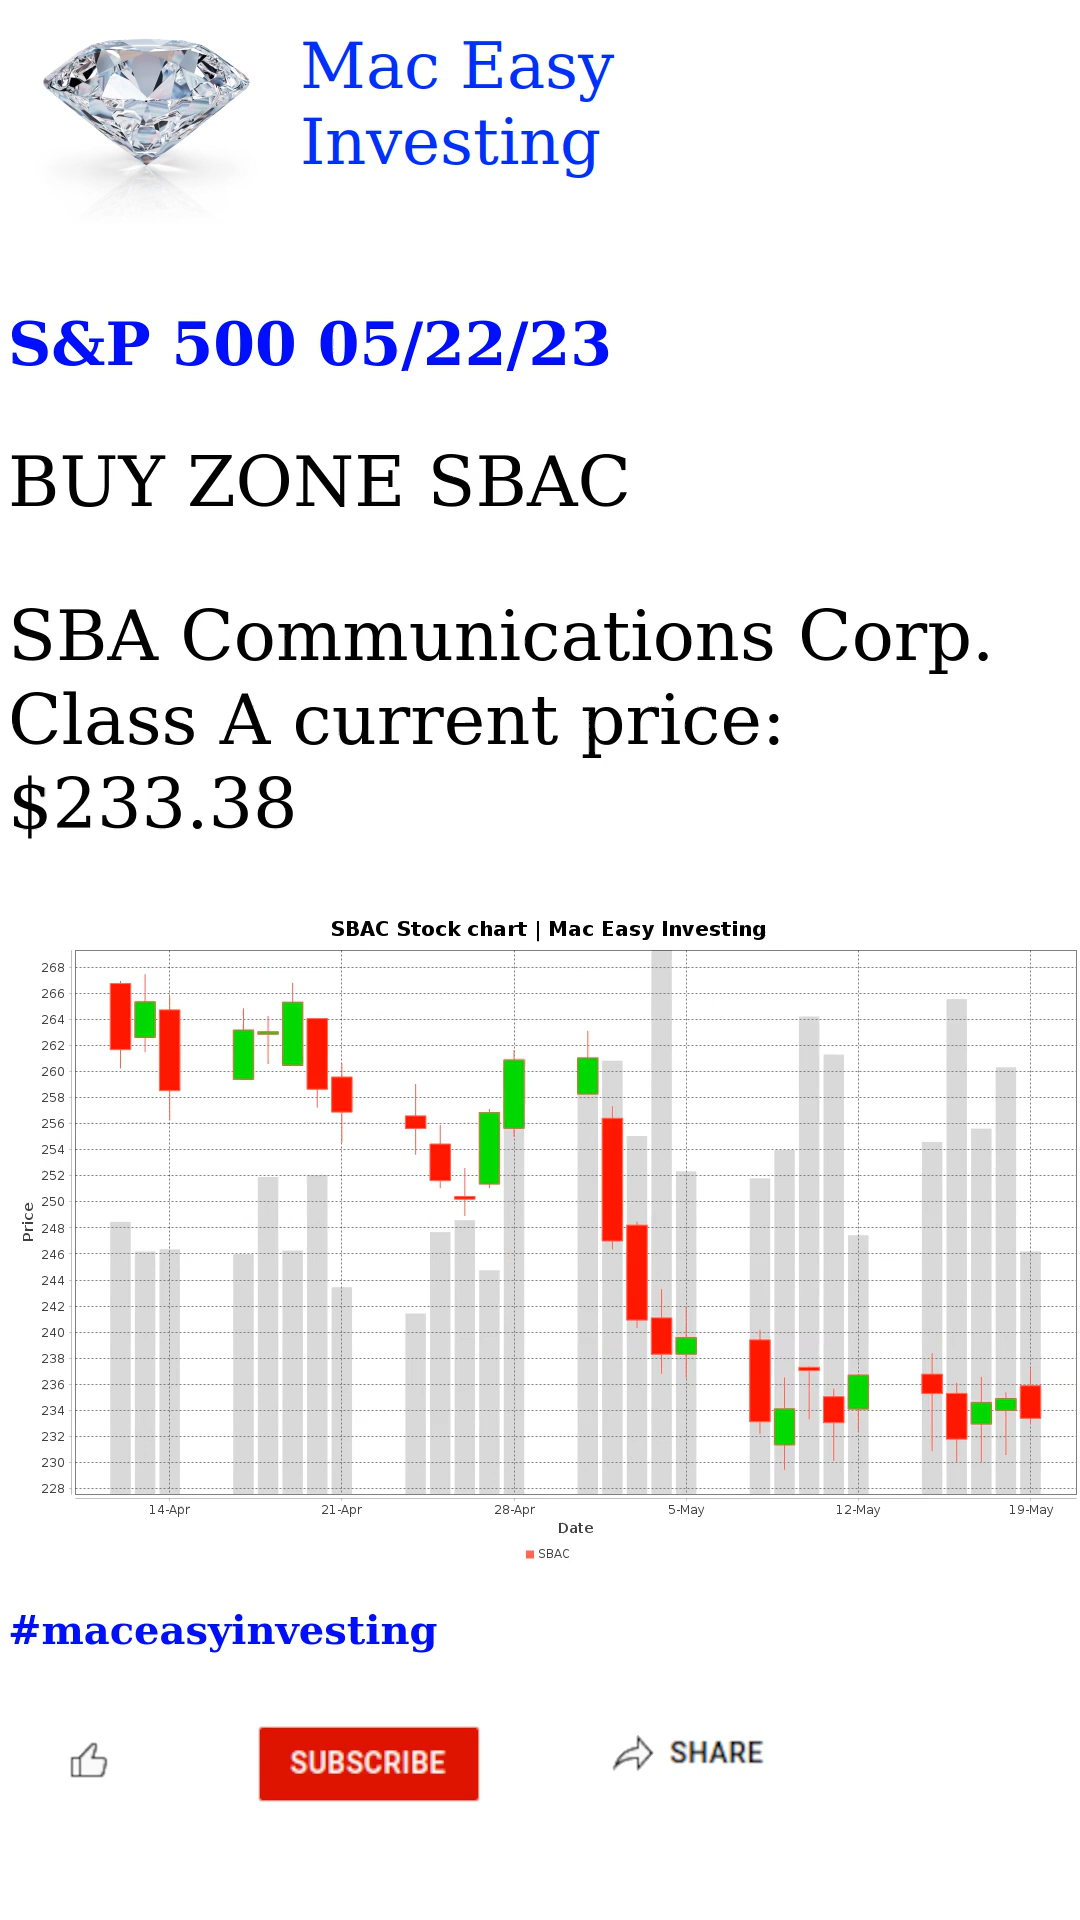 Mac Easy
Investing
S&P 500 05/22/23
BUY ZONE SBAC
SBA Communications Corp.
Class A current price:
$233.38
SBAC Stock chart | Mac Easy Investing
Price
268
266
264
262
260
258
256
254
252
250
248
246
244
242
240
238
236
234
232
230
228
14-Apr 21-Apr 28-Apr 5-May 12-May 19-May
Date
SBAC
#maceasyinvesting
SUBSCRIBE SHARE